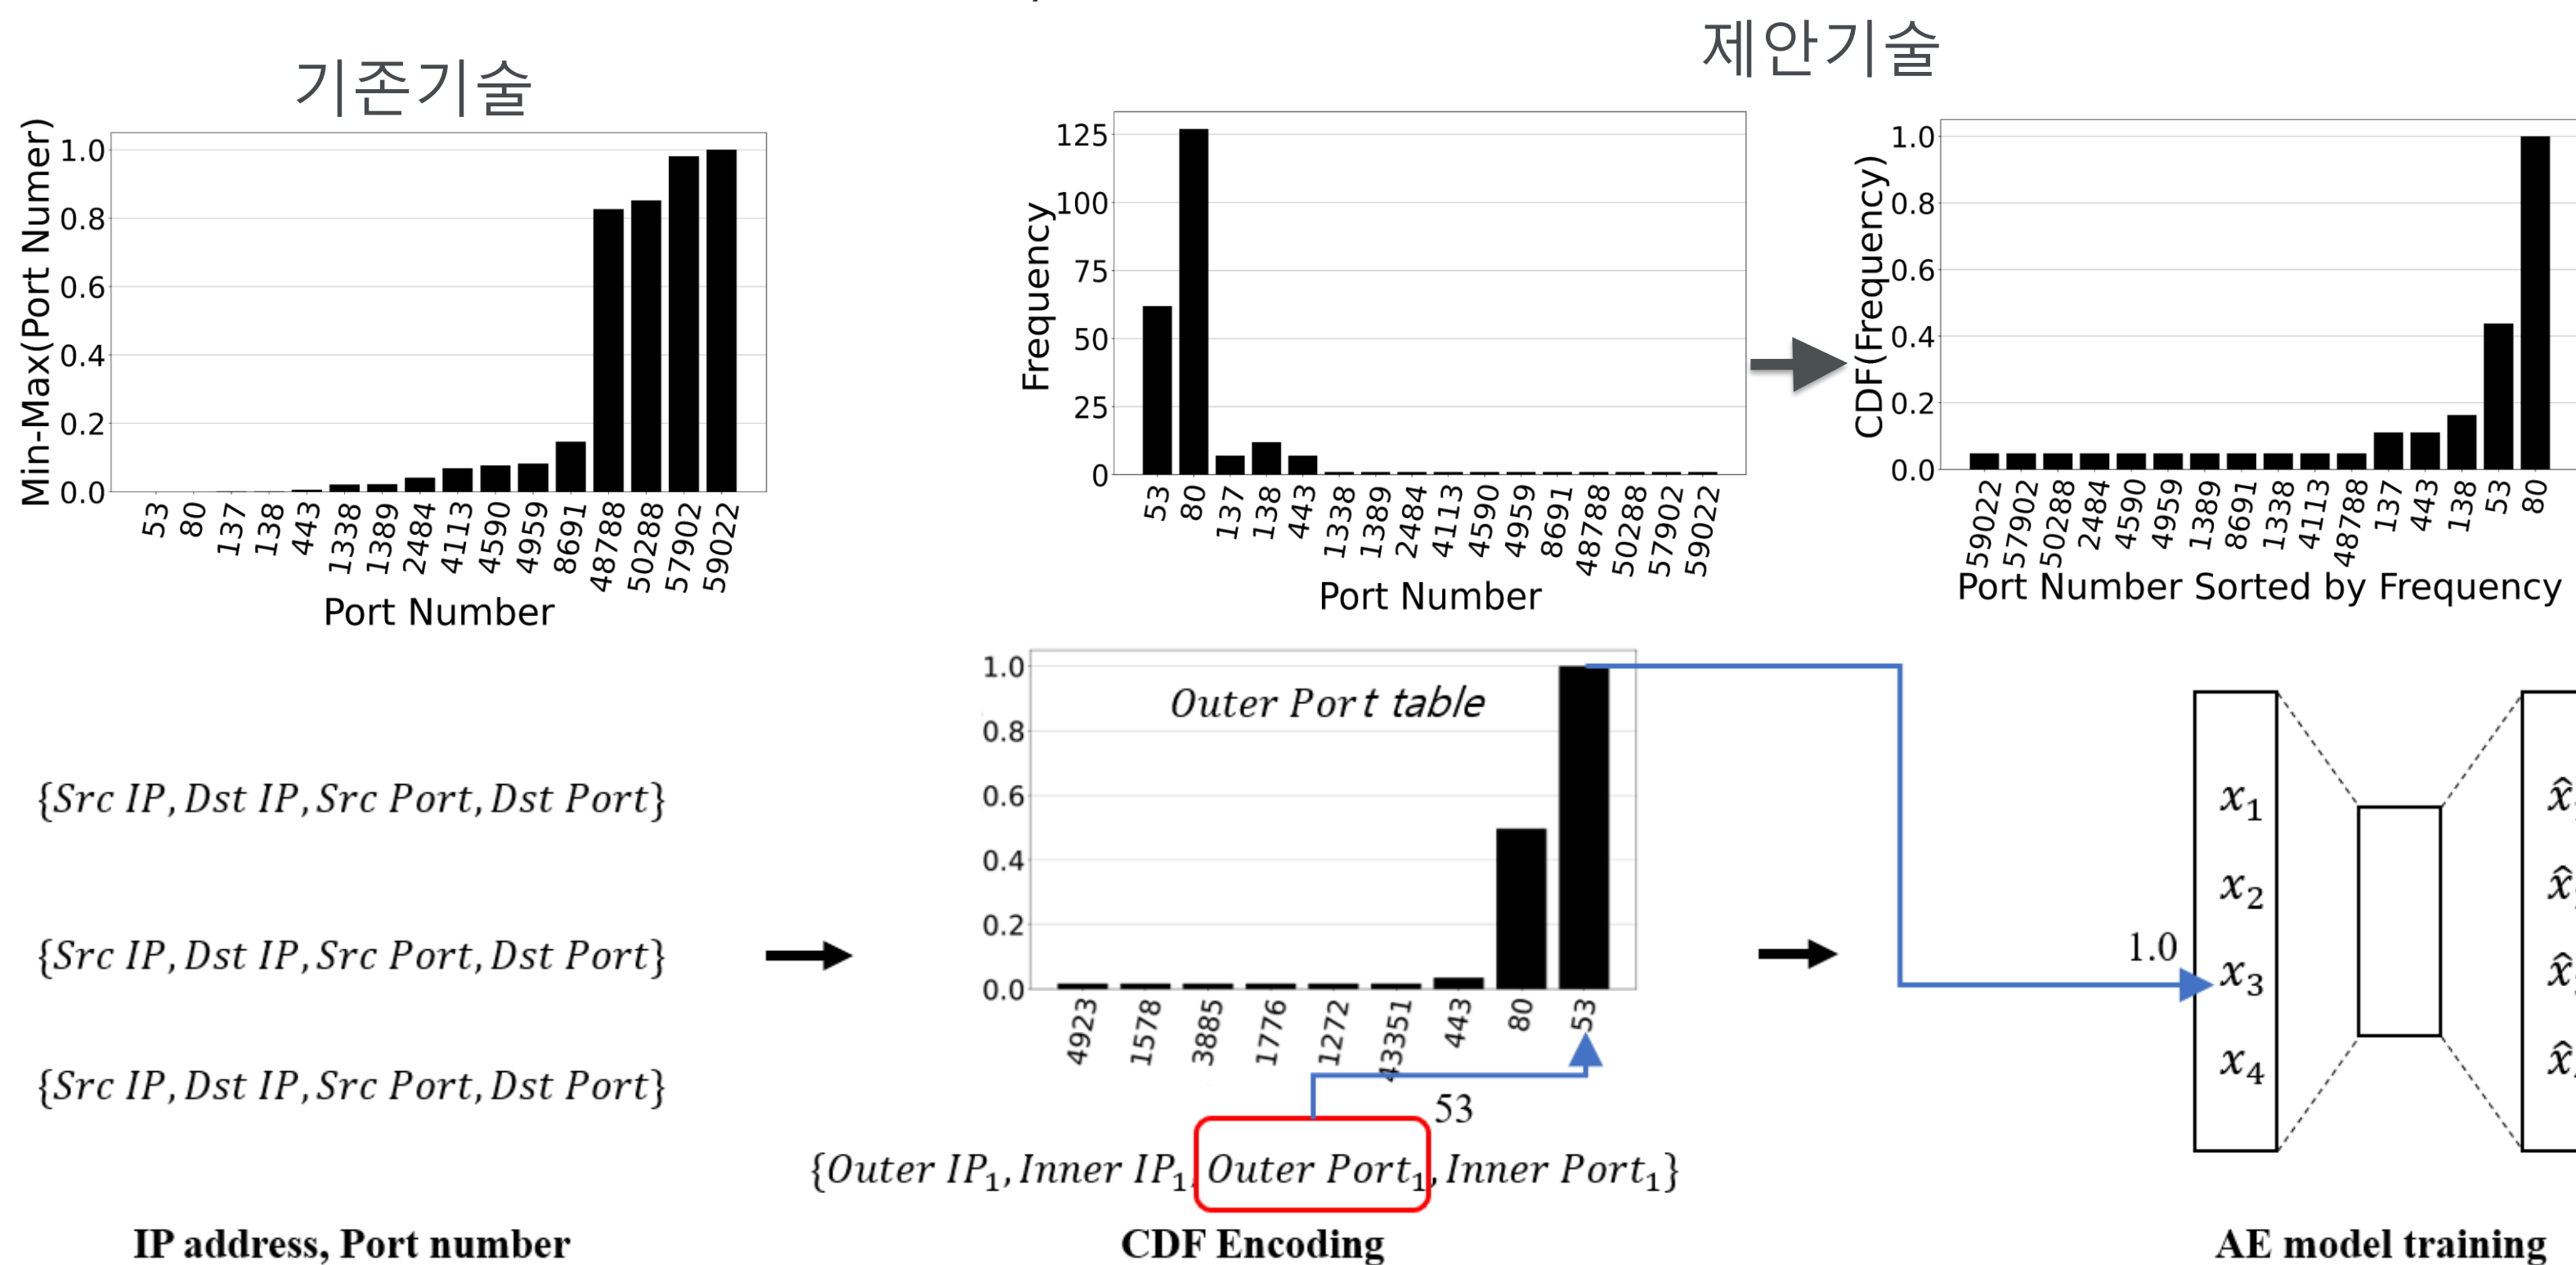 기존기술
제안기술
Min-Max(Port Numer)
1.0
0.8
0.6
0.4
0.2
0.0
53 80 137 138 443 1338 1389 2484 4113 4590 4959 8691 48788 50288 57902 59022
Port Number
Frequency
125
100
75
50
25
0
53 80 137 138 443 1338 1389 2484 4113 4590 4959 8691 48788 50288 57902 59022
Port Number
CDF(Frequency)
1.0
0.8
0.6
0.4
0.2
0.0
59022 57902 50288 2484 4590 4959 1389 8691 1338 4113 48788 137 443 138 53 80
Port Number Sorted by Frequency
{Src IP, Dst IP, Src Port, Dst Port}
{Src IP, Dst IP, Src Port, Dst Port}
{Src IP, Dst IP, Src Port, Dst Port}
IP address, Port number
Outer Port table
1.0
0.8
0.6
0.4
0.2
0.0
4923 1578 3885 1776 1272 43351 443 80 53
53
{Outer IP₁, Inner IP₁, Outer Port₁, Inner Port₁}
CDF Encoding
1.0
x₁
x₂
x₃
x₄
x̂
x̂
x̂
x̂
AE model training